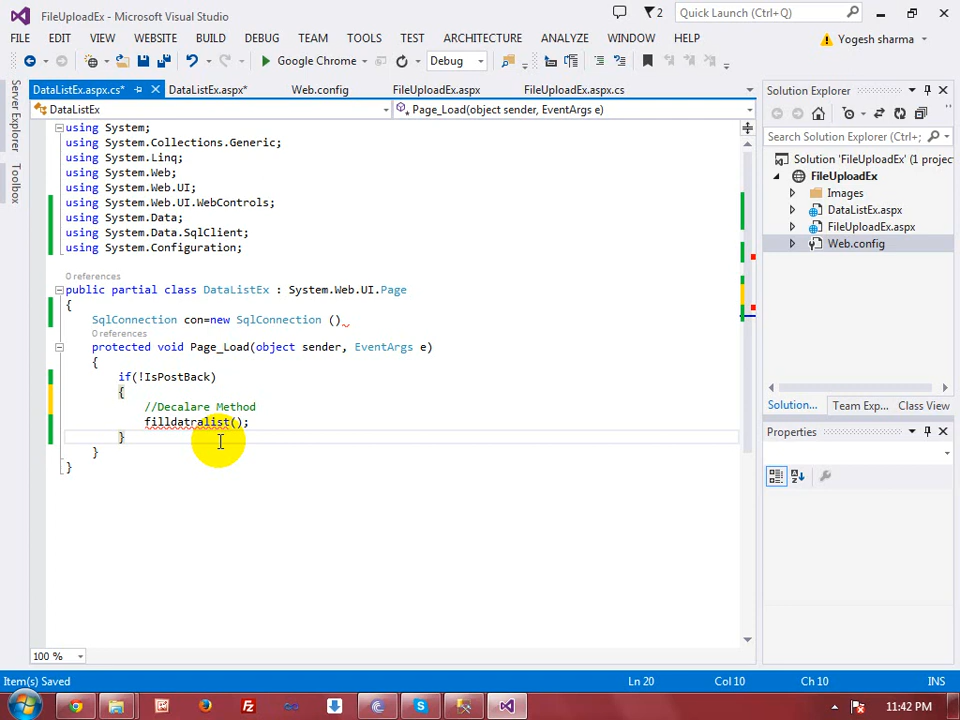 FileUploadEx - Microsoft Visual Studio
2
Quick Launch (Ctrl+;)
FILE EDIT VIEW WEBSITE BUILD DEBUG TEAM TOOLS TEST ARCHITECTURE ANALYZE WINDOW HELP
Yogesh sharma
Google Chrome
Debug
DataListEx.aspx.cs*
DataListEx.aspx*
Web.config
FileUploadEx.aspx
FileUploadEx.aspx.cs
DataListEx
Page_Load(object sender, EventArgs e)
Server Explorer
Toolbox
using System;
using System.Collections.Generic;
using System.Linq;
using System.Web;
using System.Web.UI;
using System.Web.UI.WebControls;
using System.Data;
using System.Data.SqlClient;
using System.Configuration;
0 references
public partial class DataListEx : System.Web.UI.Page
{
SqlConnection con=new SqlConnection ()
0 references
protected void Page_Load(object sender, EventArgs e)
{
if(!IsPostBack)
{
//Decalare Method
filldatralist();
}
}
}
100 %
Solution Explorer
Search Solution Explorer (Ctrl+;
Solution 'FileUploadEx' (1 projec
FileUploadEx
Images
DataListEx.aspx
FileUploadEx.aspx
Web.config
Solution... Team Exp... Class View
Properties
Item(s) Saved
Ln 20
Col 10
Ch 10
INS
11:42 PM